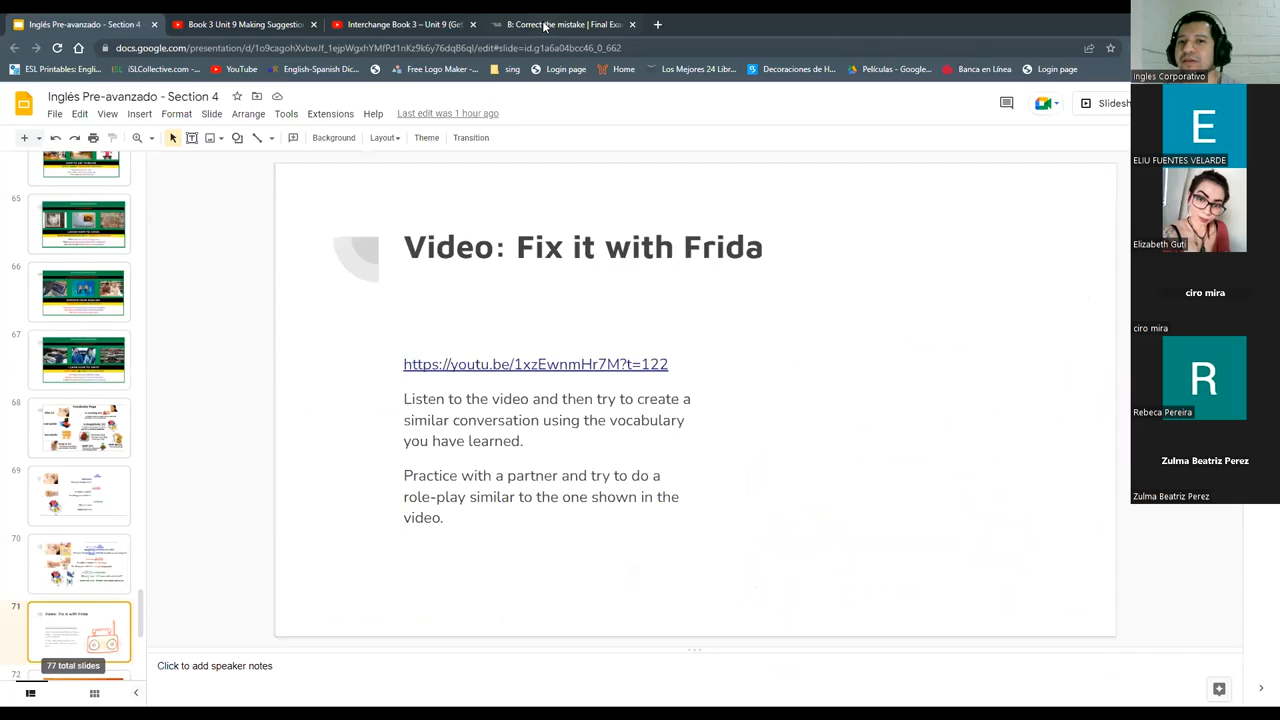 Inglés Pre-avanzado - Section 4
Book 3 Unit 9 Making Suggestio
Interchange Book 3 – Unit 9 (Get
B: Correct the mistake | Final Exa
docs.google.com/presentation/d/1o9cagohXvbwJf_1ejpWgxhYMfPd1nKz9k6y76dqB6qI/edit#slide=id.g1a6a04bcc46_0_662
ESL Printables: Engl...
iSLCollective.com -...
YouTube
English-Spanish Dic...
Free Logo Maker -...
Login page
Home
Los Mejores 24 Libr...
Decoraciones de Ll...
Películas - Google...
Banca en Línea
Login page
Inglés Pre-avanzado - Section 4
File Edit View Insert Format Slide Arrange Tools Extensions Help Last edit was 1 hour ago
Slidesh
Background Layout Theme Transition
65
66
67
68
69
70
71
72
77 total slides
Video: Fix it with Frida
https://youtu.be/1xzEwnmHr7M?t=122
Listen to the video and then try to create a
similar conversation using the vocabulary
you have learned.
Practice with a partner and try to do a
role-play similar to the one shown in the
video.
Click to add speaker notes
Ingles Corporativo
E
ELIU FUENTES VELARDE
Elizabeth Guti
ciro mira
ciro mira
R
Rebeca Pereira
Zulma Beatriz Perez
Zulma Beatriz Perez